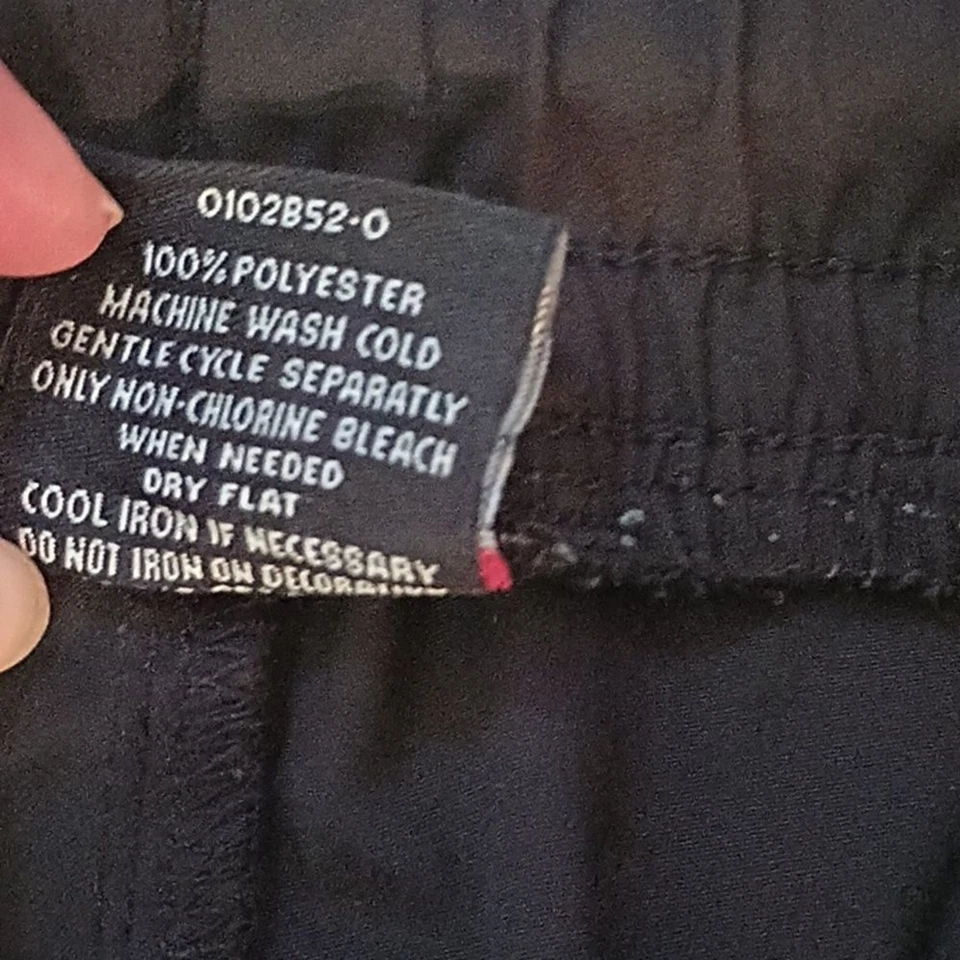 0102B52-0
100% POLYESTER
MACHINE WASH COLD
GENTLE CYCLE SEPARATLY
ONLY NON-CHLORINE BLEACH
WHEN NEEDED
DRY FLAT
COOL IRON IF NECESSARY
DO NOT IRON ON